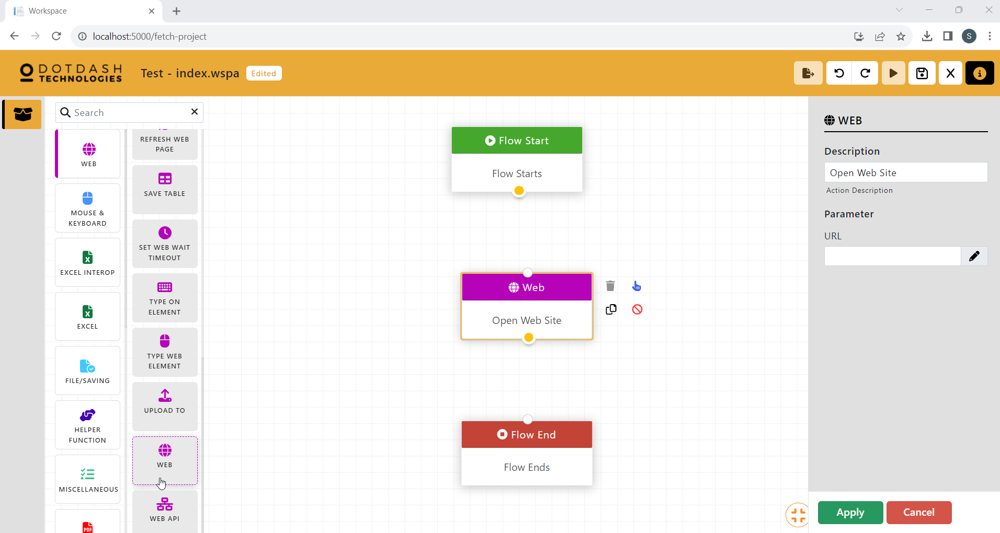 Workspace
localhost:5000/fetch-project
S
DOTDASH
TECHNOLOGIES
Test - index.wspa
Edited
Search
WEB
MOUSE &
KEYBOARD
EXCEL INTEROP
EXCEL
FILE/SAVING
HELPER
FUNCTION
MISCELLANEOUS
PDF
REFRESH WEB
PAGE
SAVE TABLE
SET WEB WAIT
TIMEOUT
TYPE ON
ELEMENT
TYPE WEB
ELEMENT
UPLOAD TO
WEB
WEB API
Flow Start
Flow Starts
Web
Open Web Site
Flow End
Flow Ends
WEB
Description
Open Web Site
Action Description
Parameter
URL
Apply
Cancel